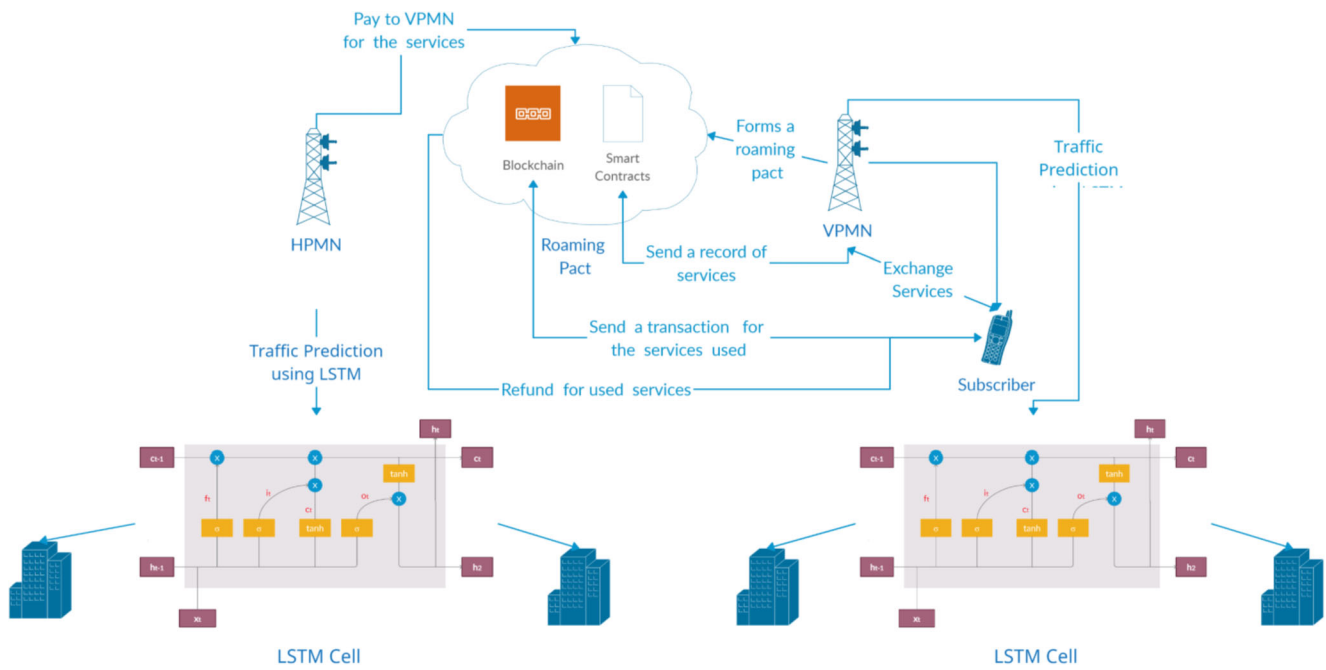 Pay to VPMN
for the services
Blockchain
Smart
Contracts
Forms a
roaming
pact
Traffic
Prediction
HPMN
VPMN
Roaming
Pact
Send a record of
services
Exchange
Services
Send a transaction for
the services used
Traffic Prediction
using LSTM
Refund for used services
Subscriber
ht
ct-1
x
x
ct
tanh
ft
it
x
ot
x
ct
σ
σ
tanh
σ
ht-1
h2
xt
LSTM Cell
ht
ct-1
x
x
ct
tanh
ft
it
x
ot
x
ct
σ
σ
tanh
σ
ht-1
h2
xt
LSTM Cell